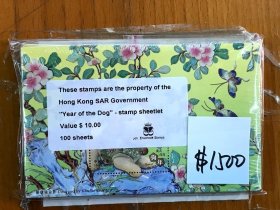 These stamps are the property of the
Hong Kong SAR Government
"Year of the Dog" - stamp sheetlet
Value $ 10.00
100 sheets
$1500